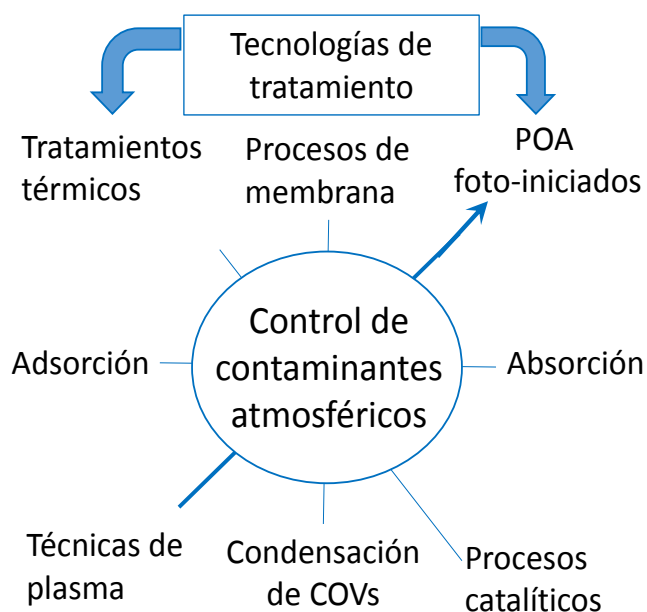 Tecnologías de
tratamiento
Tratamientos
térmicos
Procesos de
membrana
POA
foto-iniciados
Control de
contaminantes
atmosféricos
Adsorción
Absorción
Técnicas de
plasma
Condensación
de COVs
Procesos
catalíticos